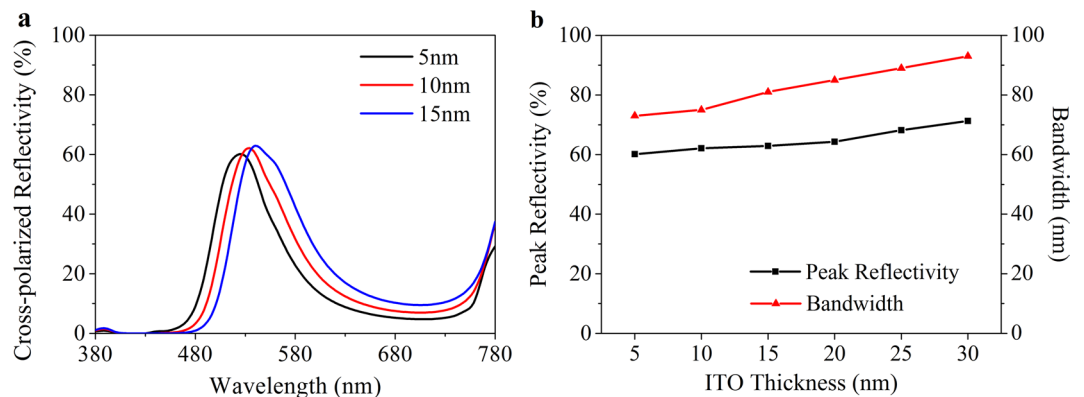 a
Cross-polarized Reflectivity (%)
100
80
60
40
20
0
5nm
10nm
15nm
380
480
580
680
780
Wavelength (nm)
b
Peak Reflectivity (%)
100
80
60
40
20
0
Peak Reflectivity
Bandwidth
5
10
15
20
25
30
ITO Thickness (nm)
100
80
60
40
20
0
Bandwidth (nm)